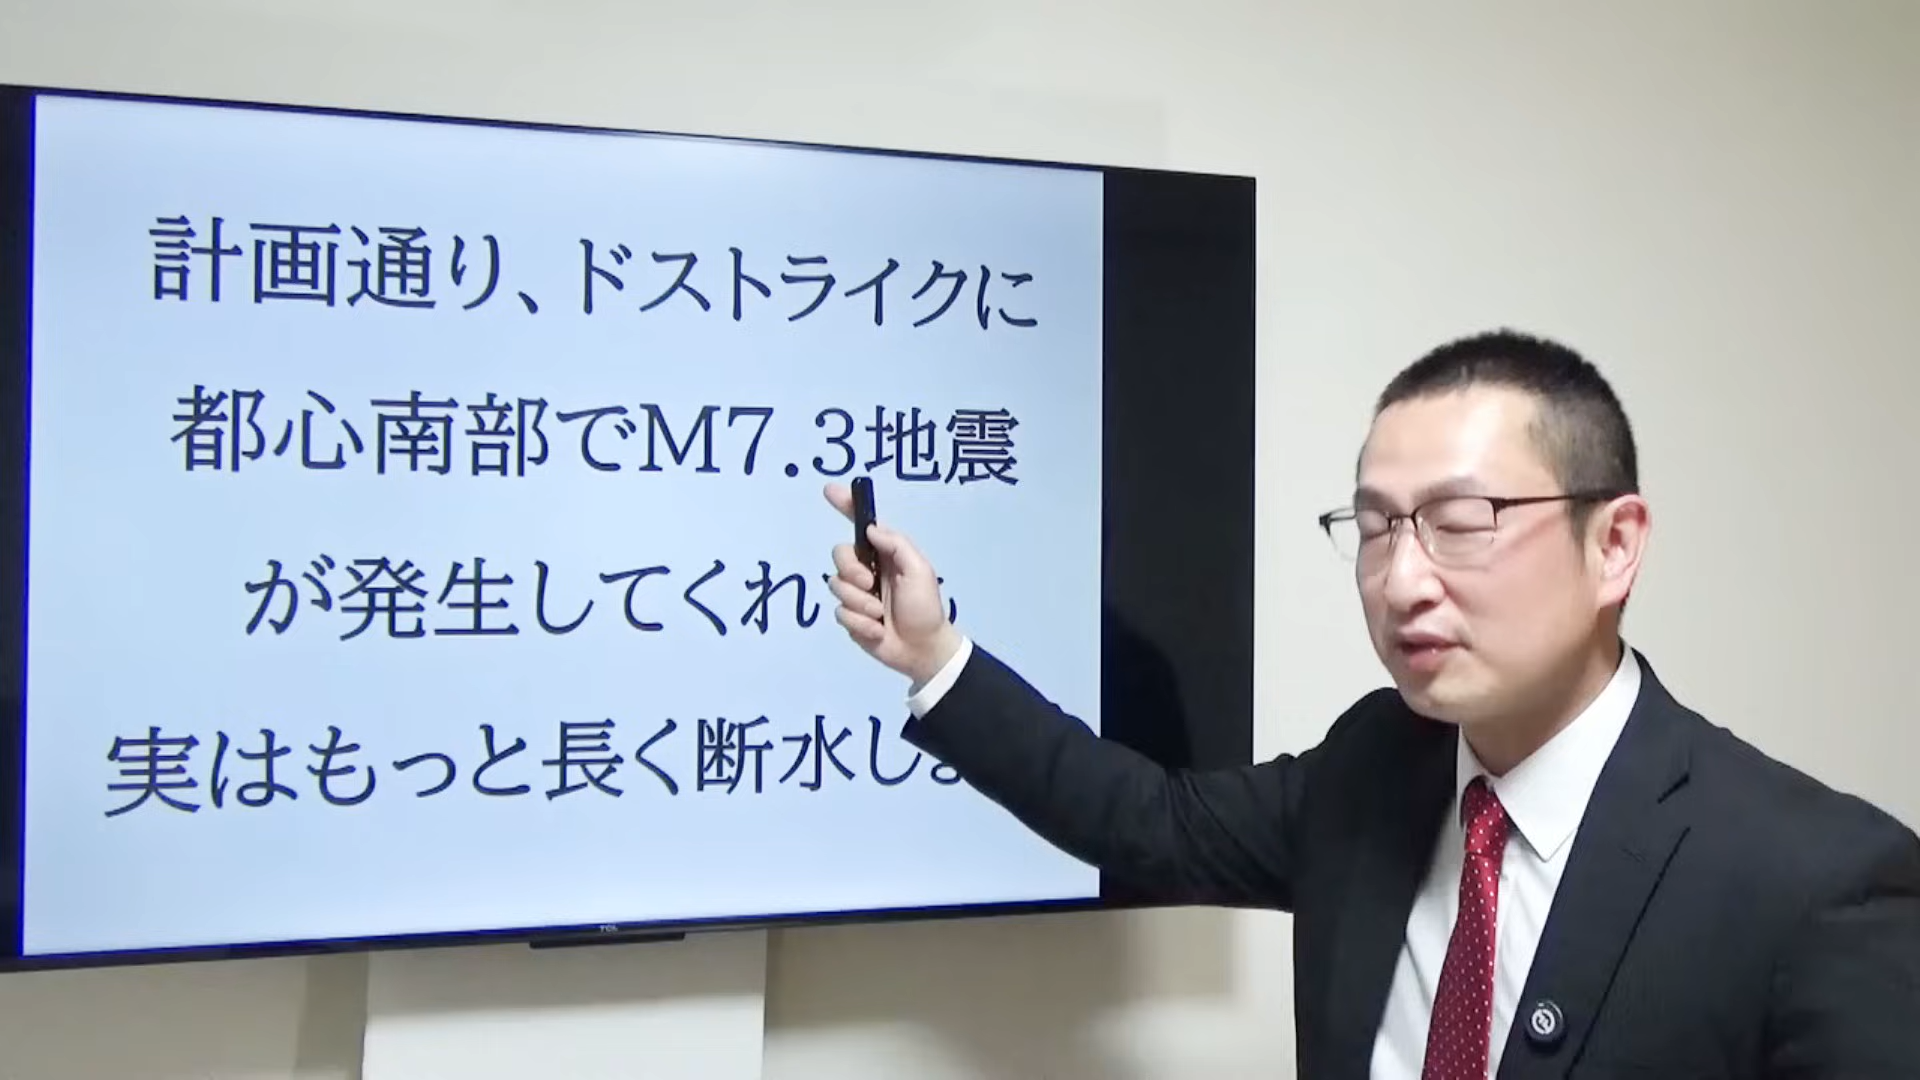 計画通り、ドストライクに
都心南部でM7.3地震
が発生してくれ
実はもっと長く断水し
TCL